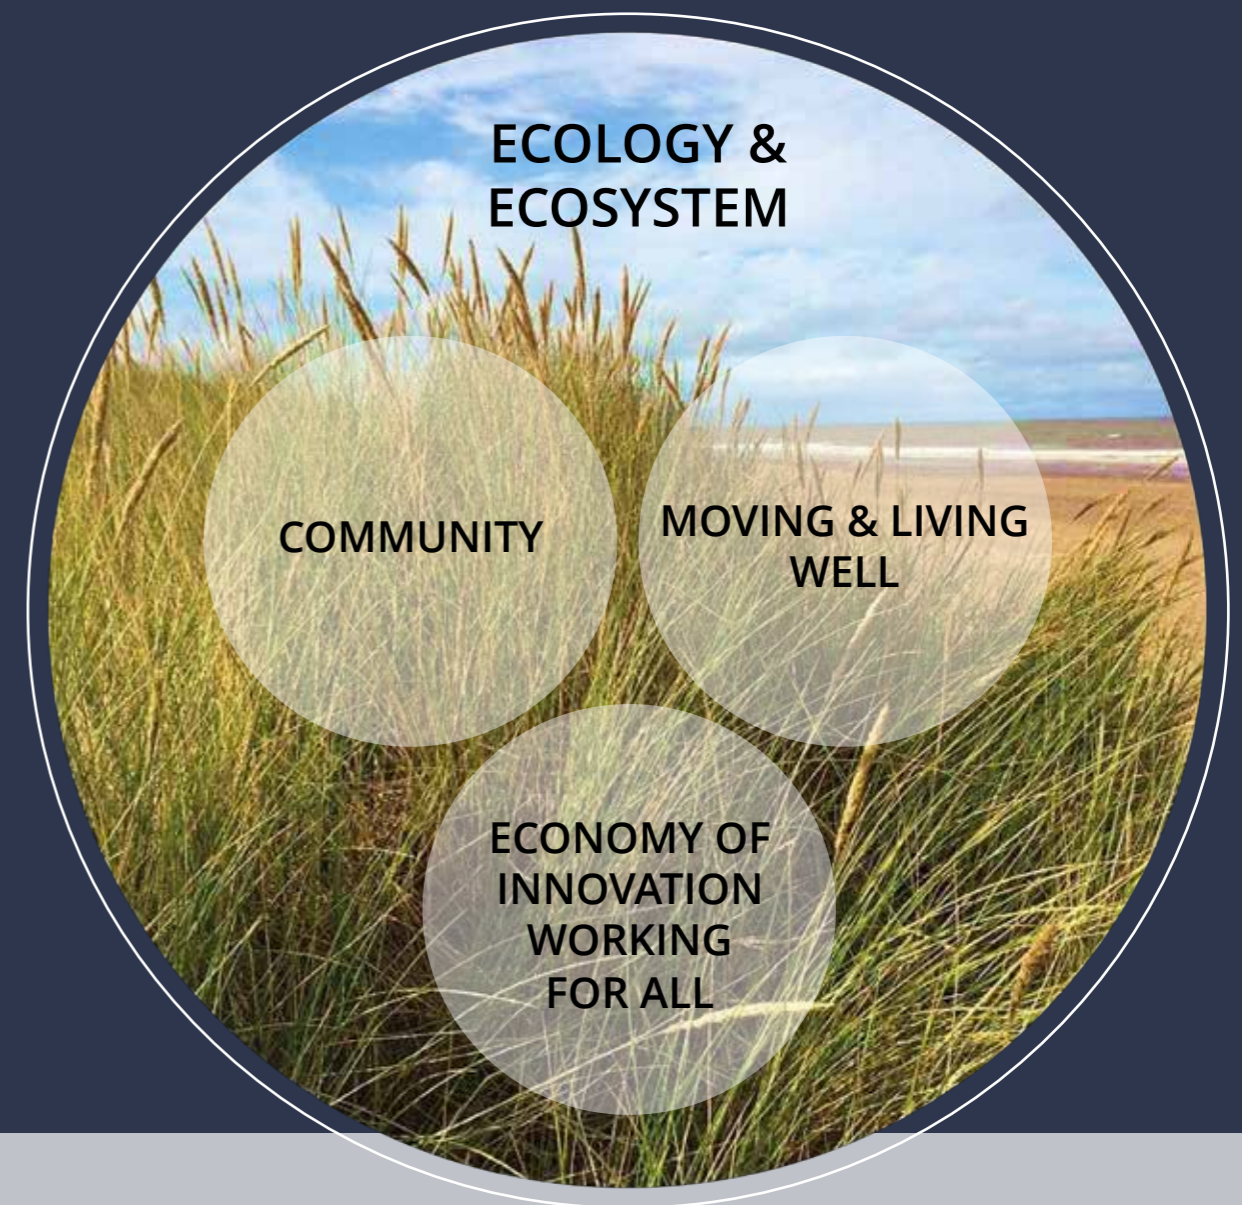 ECOLOGY &
ECOSYSTEM
COMMUNITY
MOVING & LIVING
WELL
ECONOMY OF
INNOVATION
WORKING
FOR ALL